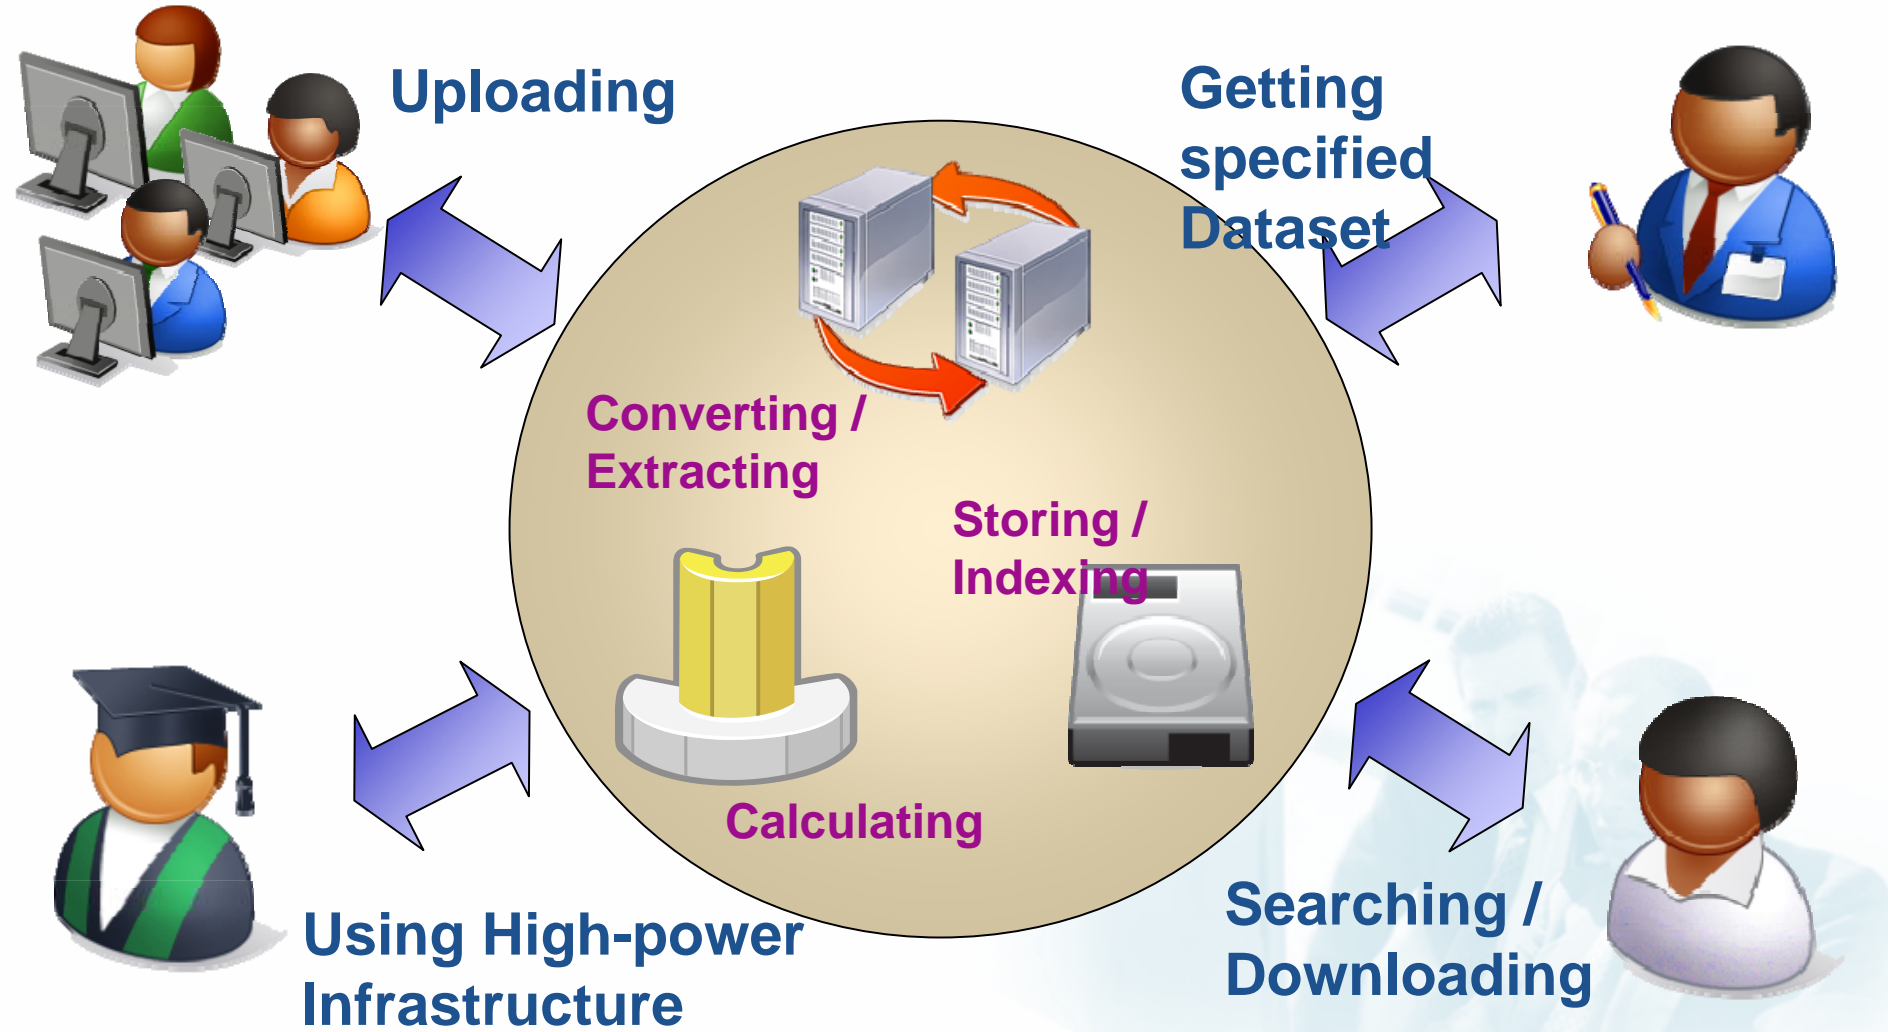 Uploading
Getting
specified
Dataset
Converting /
Extracting
Storing /
Indexing
Calculating
Using High-power
Infrastructure
Searching /
Downloading